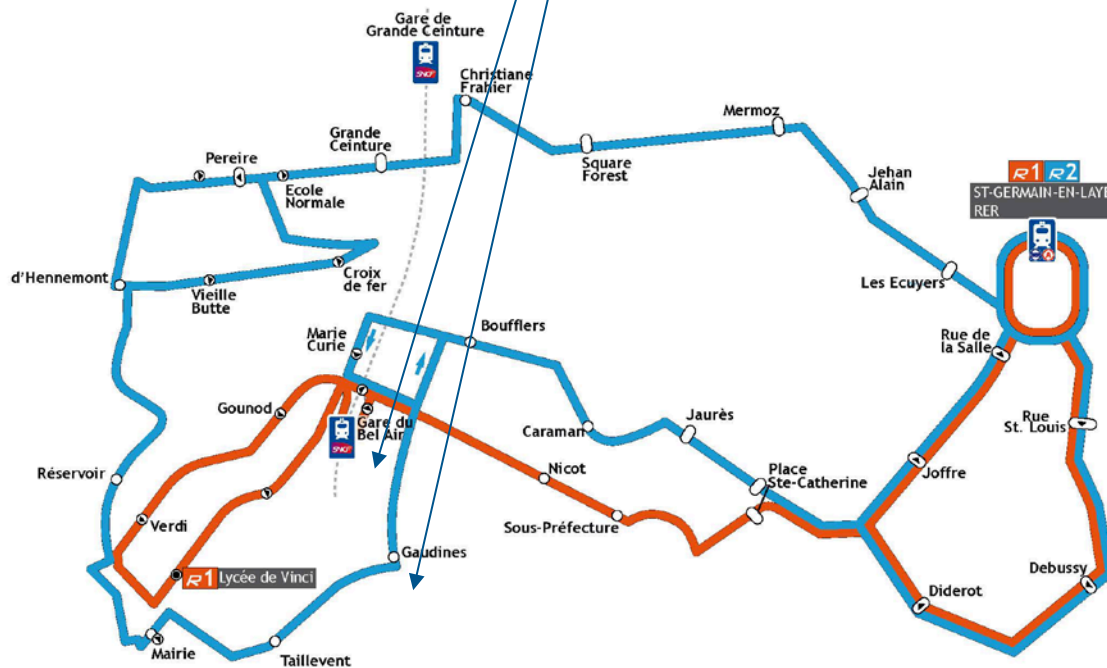 Gare de
Grande Ceinture
SNCF
Christiane
Frahier
Mermoz
Grande
Ceinture
Pereire
Square
Forest
Ecole
Normale
Jehan
Alain
R1 R2
ST-GERMAIN-EN-LAYE
RER
A
d'Hennemont
Croix
de fer
Vieille
Butte
Les Ecuyers
Marie
Curie
Boufflers
Rue de
la Salle
Gounod
Gare du
Bel Air
SNCF
Caraman
Jaurès
Rue
St. Louis
Réservoir
Nicot
Place
Ste-Catherine
Joffre
Verdi
Sous-Préfecture
Gaudines
R1 Lycée de Vinci
Debussy
Diderot
Mairie
Taillevent